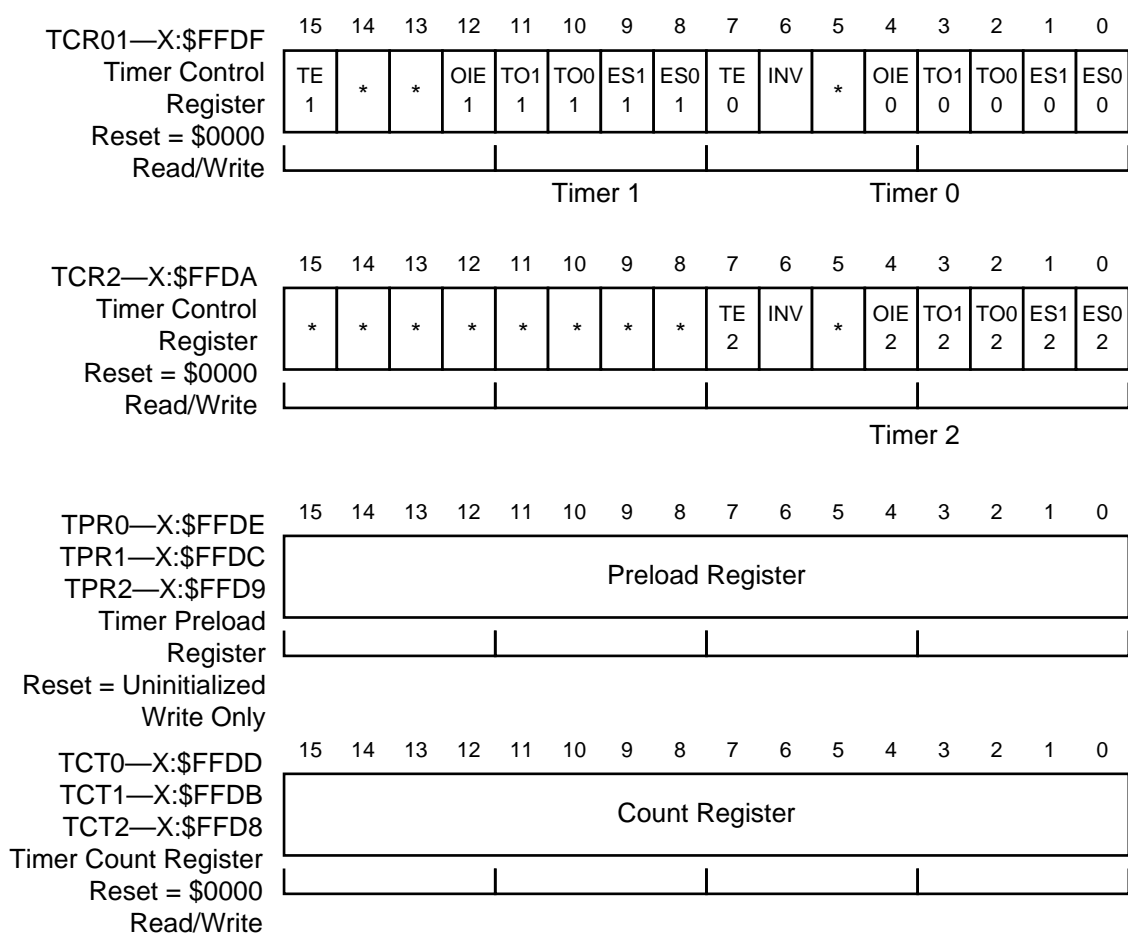 15 14 13 12 11 10 9 8 7 6 5 4 3 2 1 0
TCR01—X:$FFDF
Timer Control
Register
Reset = $0000
Read/Write
TE * * OIE TO1 TO0 ES1 ES0 TE INV * OIE TO1 TO0 ES1 ES0
1 1 1 1 1 1 0 0 0 0 0 0
Timer 1 Timer 0
15 14 13 12 11 10 9 8 7 6 5 4 3 2 1 0
TCR2—X:$FFDA
Timer Control
Register
Reset = $0000
Read/Write
* * * * * * * * TE INV * OIE TO1 TO0 ES1 ES0
2 2 2 2 2 2
Timer 2
15 14 13 12 11 10 9 8 7 6 5 4 3 2 1 0
TPR0—X:$FFDE
TPR1—X:$FFDC
TPR2—X:$FFD9
Timer Preload
Register
Reset = Uninitialized
Write Only
Preload Register
15 14 13 12 11 10 9 8 7 6 5 4 3 2 1 0
TCT0—X:$FFDD
TCT1—X:$FFDB
TCT2—X:$FFD8
Timer Count Register
Reset = $0000
Read/Write
Count Register